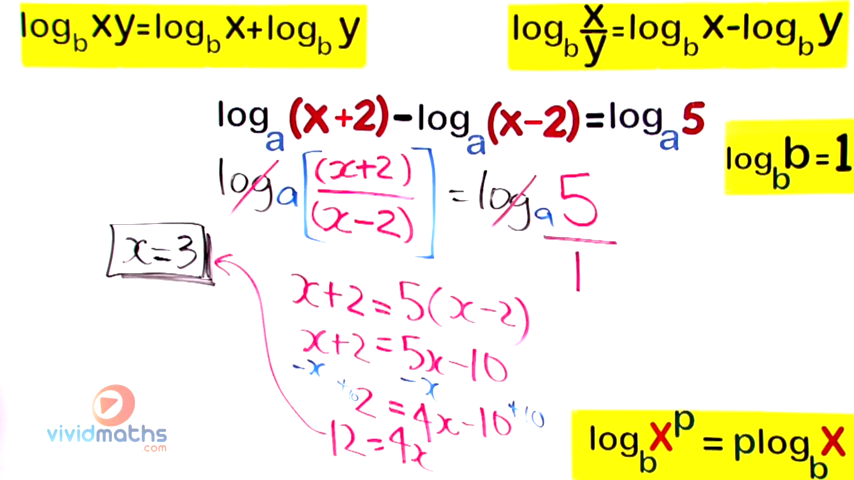 log_b xy=log_b x+log_b y
log_b x/y=log_b x-log_b y
log_a (x+2)-log_a (x-2)=log_a 5
log_b b=1
log_a [(x+2)/(x-2)] = log_a 5/1
x=3
x+2=5(x-2)
x+2=5x-10
-x -x
+10 2=4x-10 +10
12=4x
vividmaths
.com
log_b x^p = plog_b x